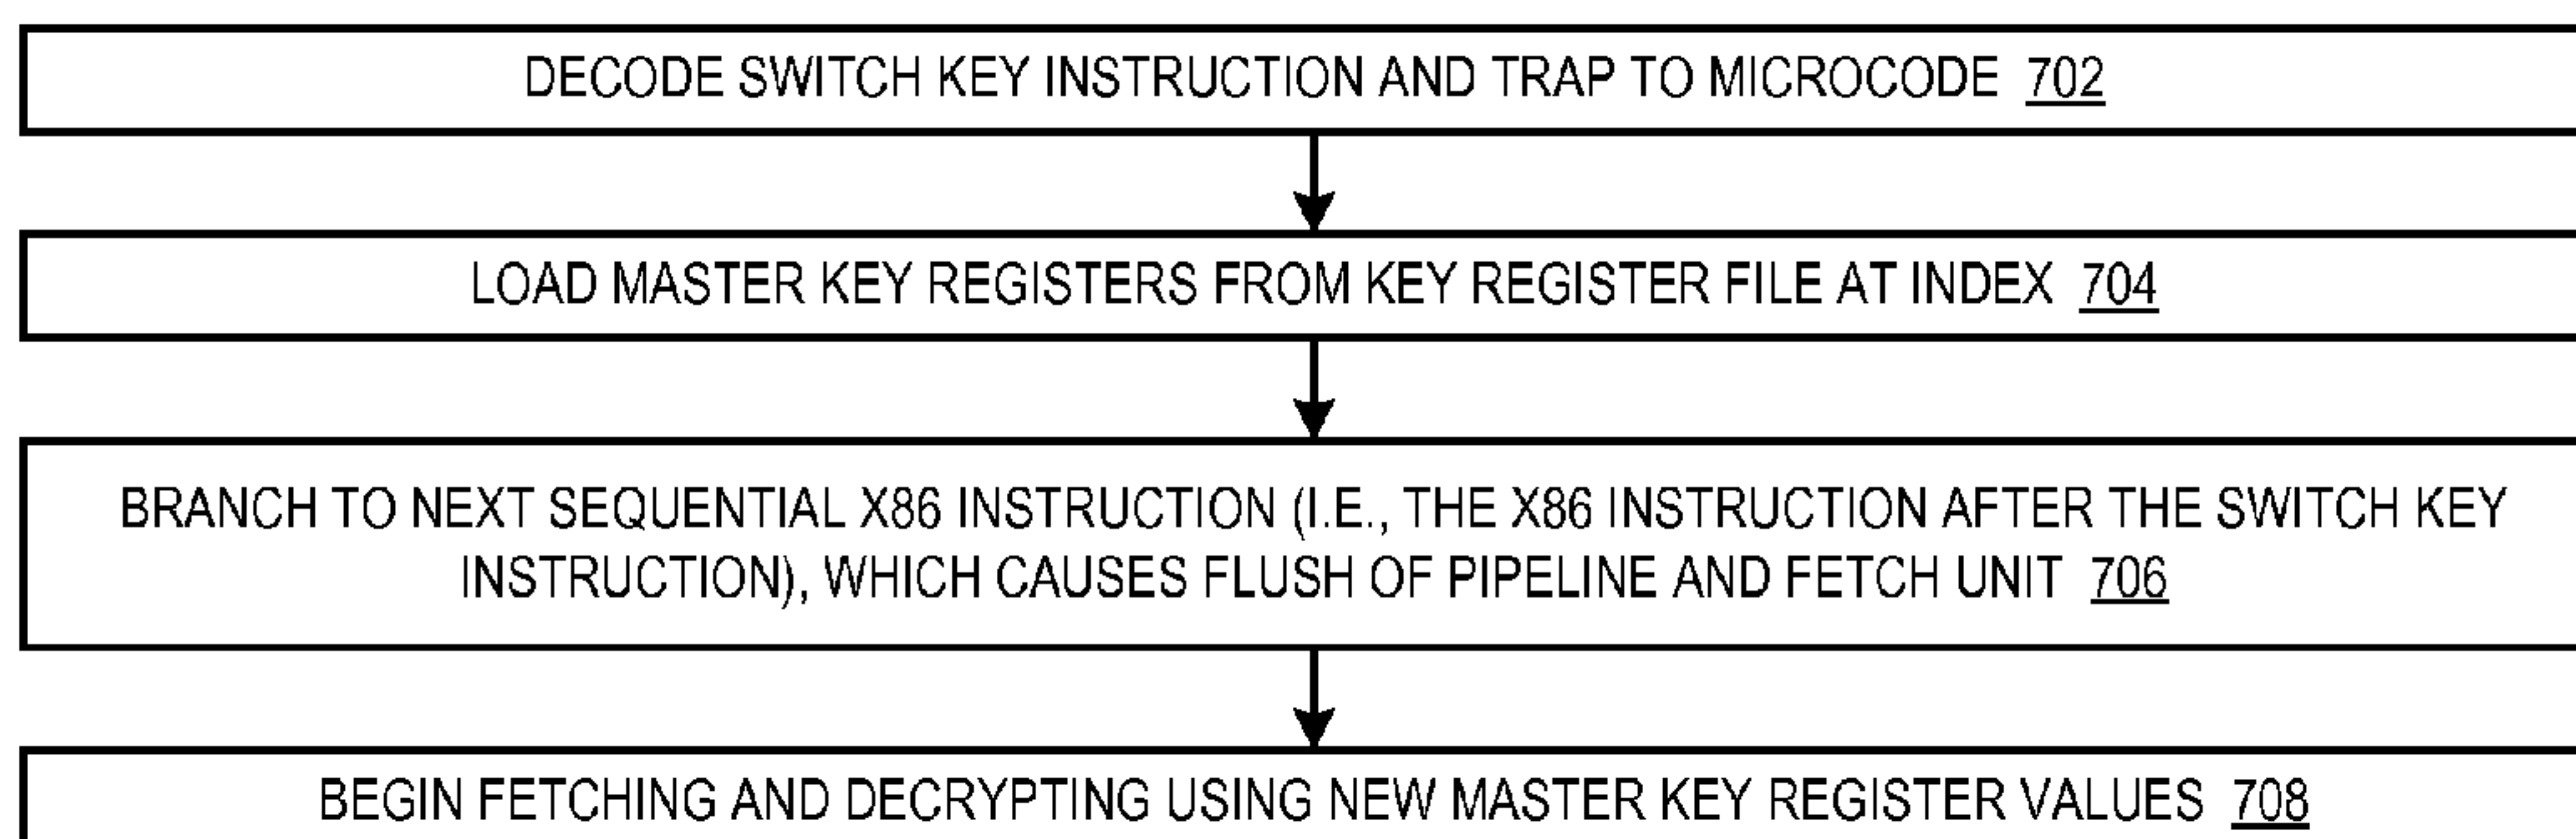 DECODE SWITCH KEY INSTRUCTION AND TRAP TO MICROCODE 702
LOAD MASTER KEY REGISTERS FROM KEY REGISTER FILE AT INDEX 704
BRANCH TO NEXT SEQUENTIAL X86 INSTRUCTION (I.E., THE X86 INSTRUCTION AFTER THE SWITCH KEY
INSTRUCTION), WHICH CAUSES FLUSH OF PIPELINE AND FETCH UNIT 706
BEGIN FETCHING AND DECRYPTING USING NEW MASTER KEY REGISTER VALUES 708